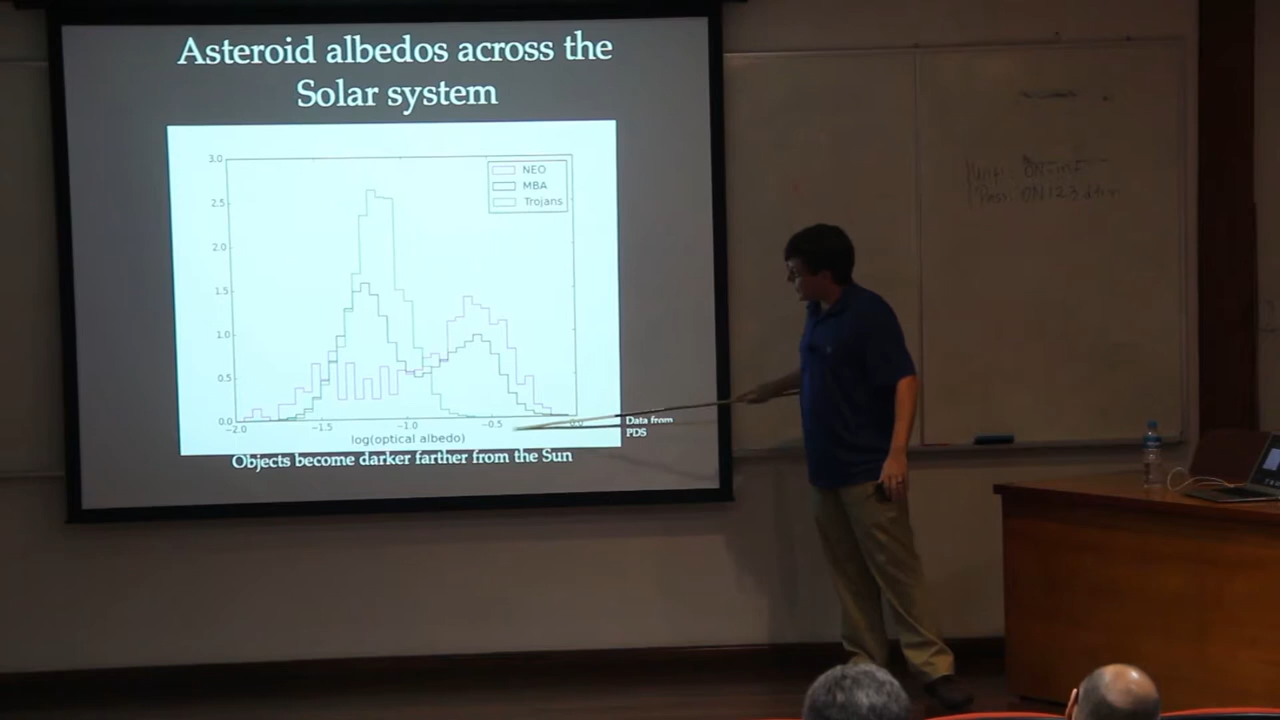 Asteroid albedos across the
Solar system
3.0
2.5
2.0
1.5
1.0
0.5
0.0
NEO
MBA
Trojans
−2.0 −1.5 −1.0 −0.5 0.0
log(optical albedo)
Data from
PDS
Objects become darker farther from the Sun